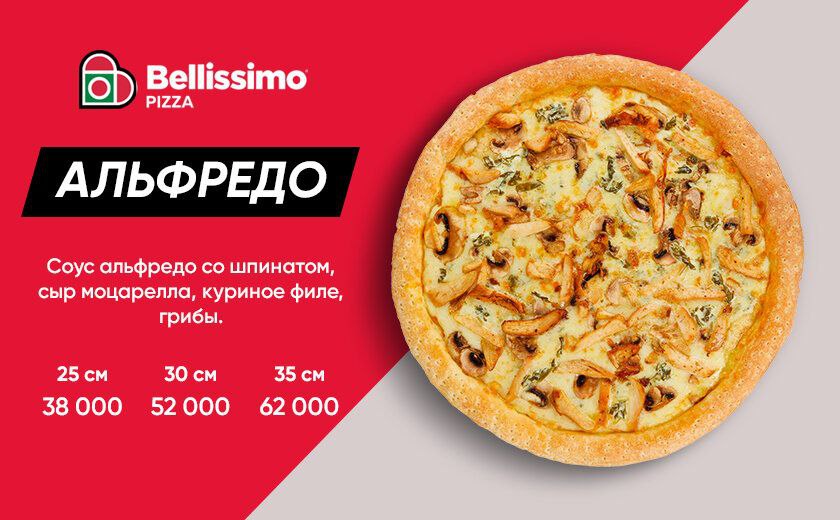 Bellissimo
PIZZA
АЛЬФРЕДО
Соус альфредо со шпинатом,
сыр моцарелла, куриное филе,
грибы.
25 см 30 см 35 см
38 000 52 000 62 000